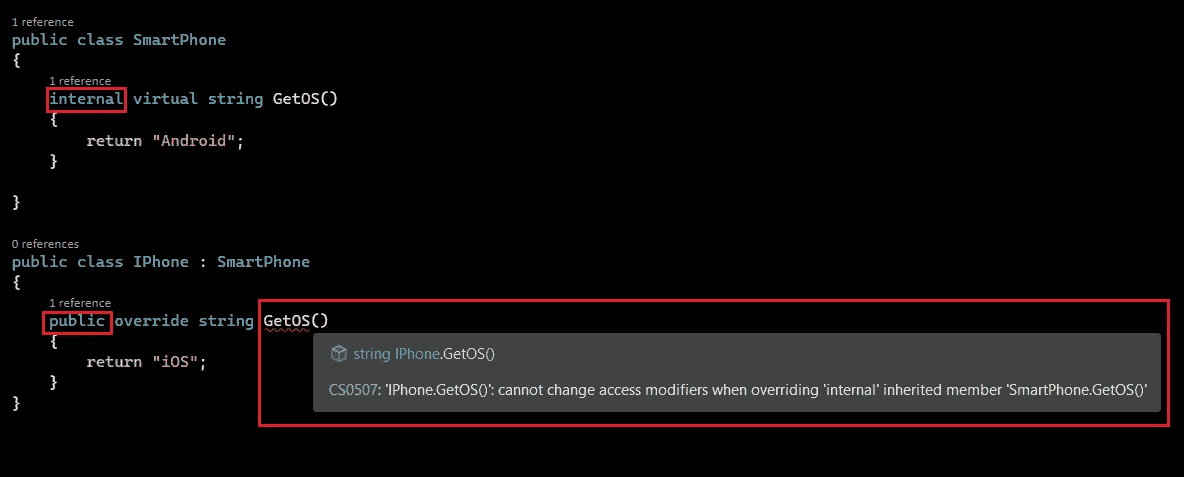 1 reference
public class SmartPhone
{
1 reference
internal virtual string GetOS()
{
return "Android";
}
}
0 references
public class IPhone : SmartPhone
{
1 reference
public override string GetOS()
{
string IPhone.GetOS()
return "iOS";
CS0507: 'IPhone.GetOS()': cannot change access modifiers when overriding 'internal' inherited member 'SmartPhone.GetOS()'
}
}